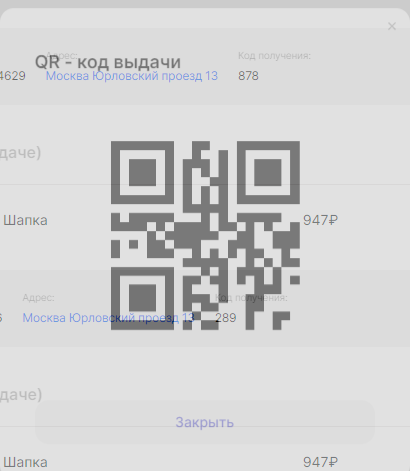 ×
Адрес:
Код получения:
QR - код выдачи
4629
Москва Юрловский проезд 13
878
даче)
Шапка
947₽
Адрес:
Код получения:
Москва Юрловский проезд 13
289
даче)
Закрыть
Шапка
947₽